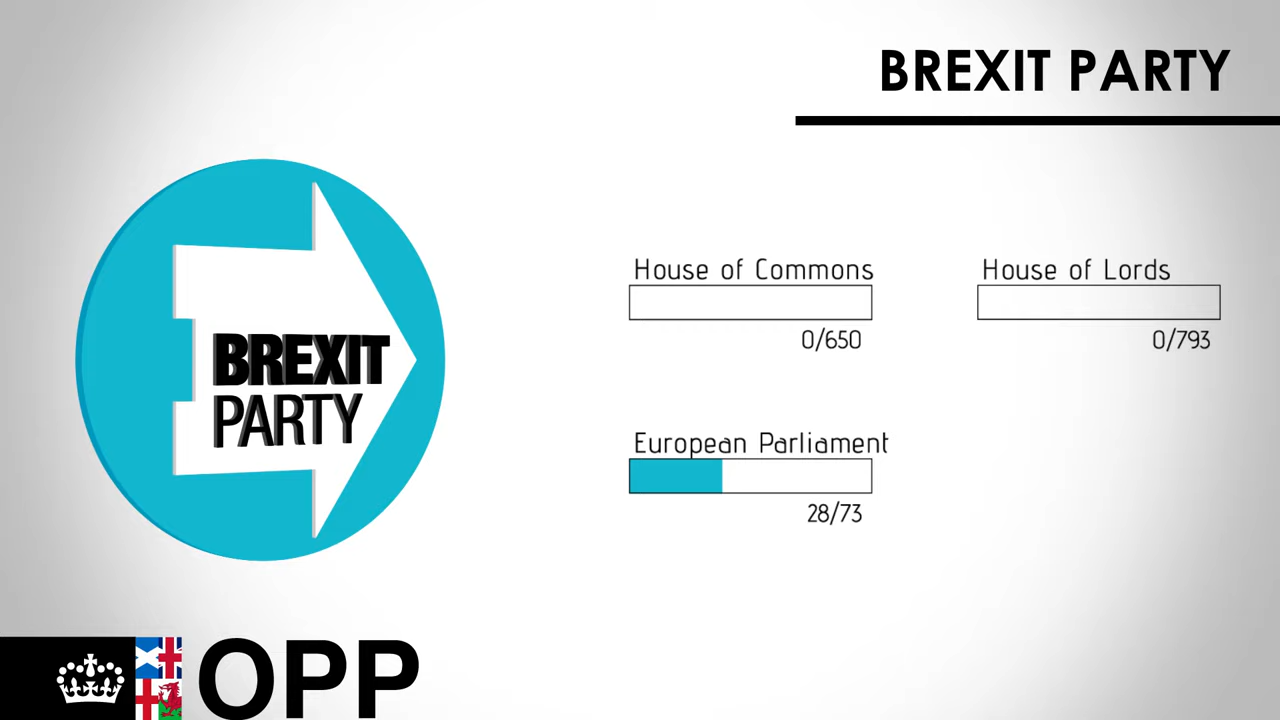 BREXIT PARTY
BREXIT
PARTY
House of Commons
0/650
House of Lords
0/793
European Parliament
28/73
OPP